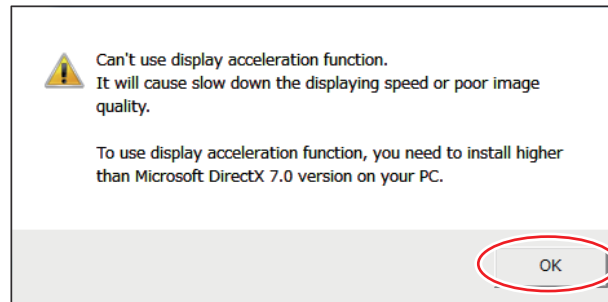 Can't use display acceleration function.
It will cause slow down the displaying speed or poor image
quality.
To use display acceleration function, you need to install higher
than Microsoft DirectX 7.0 version on your PC.
OK